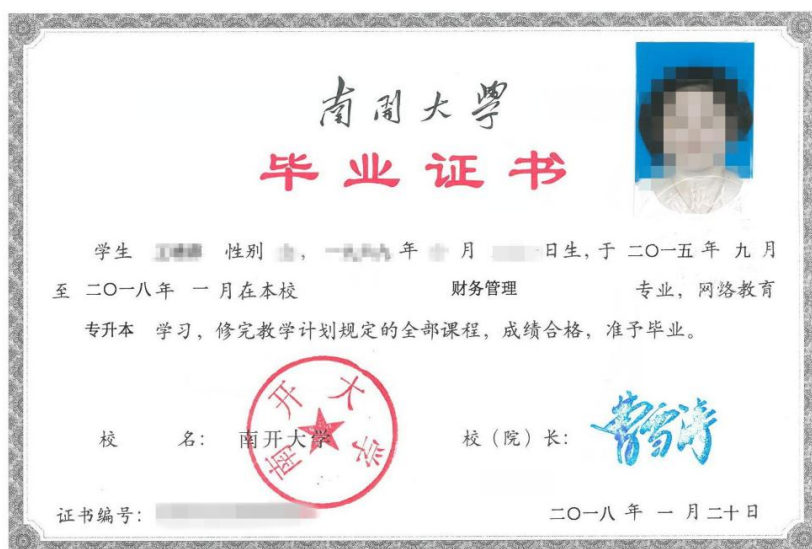 南開大學
毕业证书
学生 性别 , 年 月 日生,于 二〇一五 年 九 月
至 二〇一八 年 一 月在本校 财务管理 专业,网络教育
专升本 学习,修完教学计划规定的全部课程,成绩合格,准予毕业。
校 名: 南开大学 校(院)长: 曹雪涛
南开大学
证书编号: 二〇一八 年 一 月 二十 日